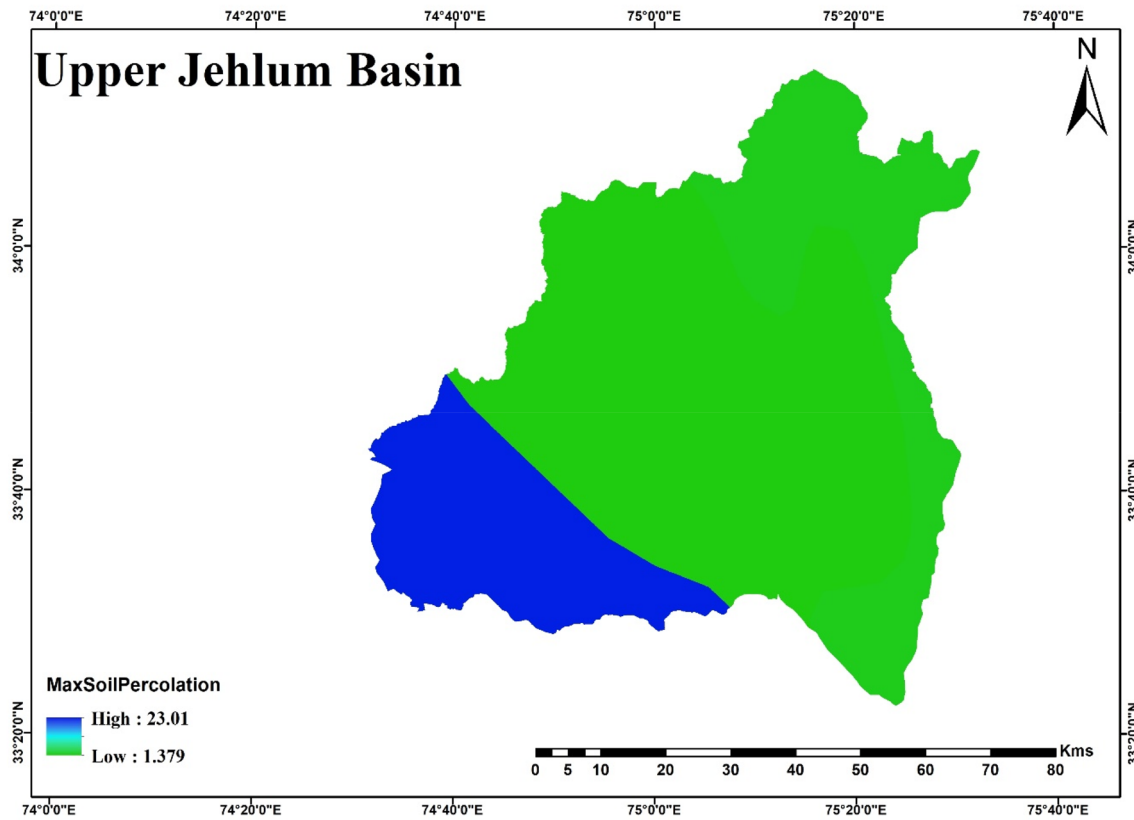 74°0'0"E 74°20'0"E 74°40'0"E 75°0'0"E 75°20'0"E 75°40'0"E
Upper Jehlum Basin
N
34°0'0"N 34°0'0"N
33°40'0"N 33°40'0"N
MaxSoilPercolation
High : 23.01
Low : 1.379
33°20'0"N 33°20'0"N
Kms
0 5 10 20 30 40 50 60 70 80
74°0'0"E 74°20'0"E 74°40'0"E 75°0'0"E 75°20'0"E 75°40'0"E